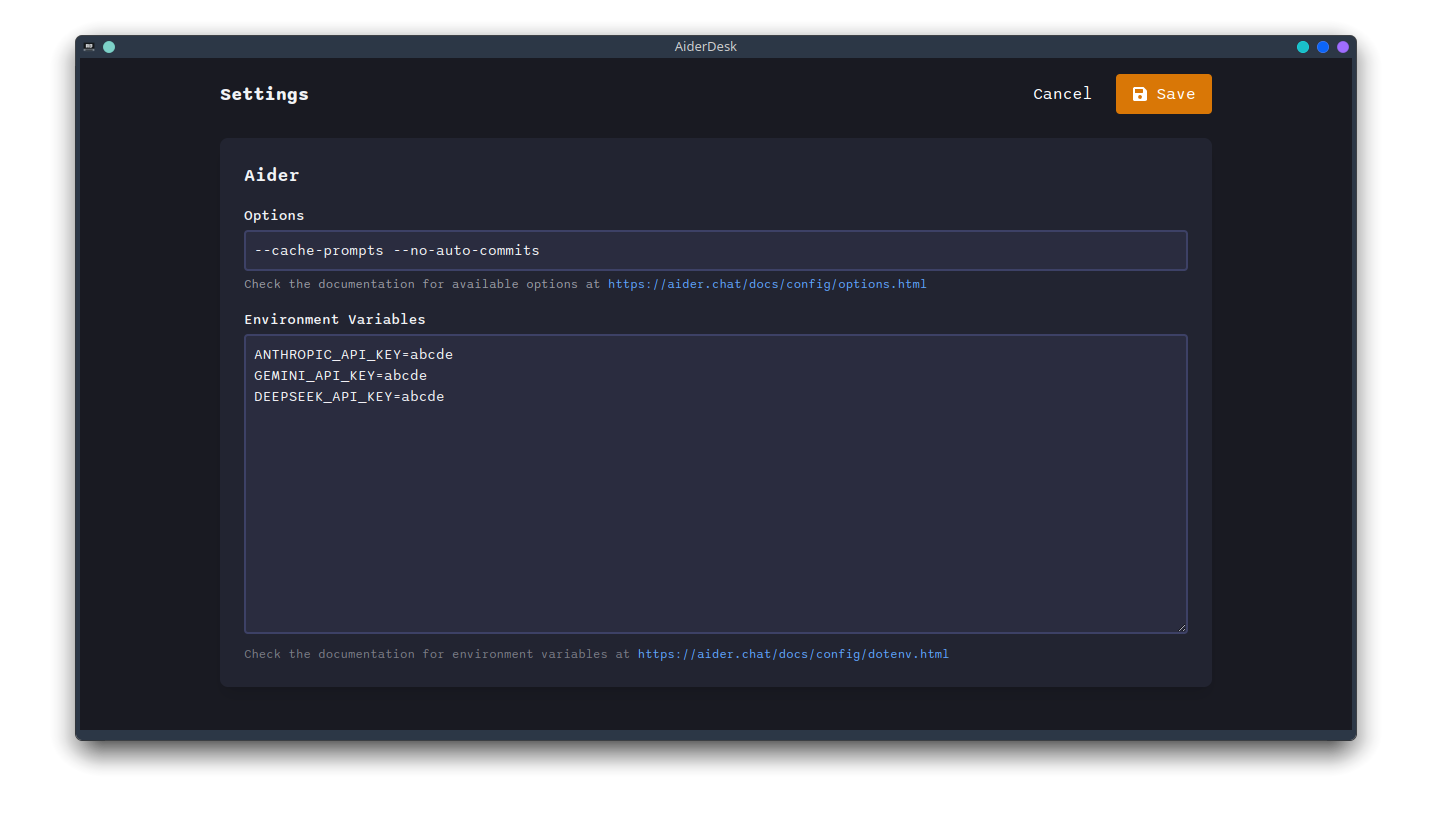 AiderDesk
Settings
Cancel
Save
Aider
Options
--cache-prompts --no-auto-commits
Check the documentation for available options at https://aider.chat/docs/config/options.html
Environment Variables
ANTHROPIC_API_KEY=abcde
GEMINI_API_KEY=abcde
DEEPSEEK_API_KEY=abcde
Check the documentation for environment variables at https://aider.chat/docs/config/dotenv.html